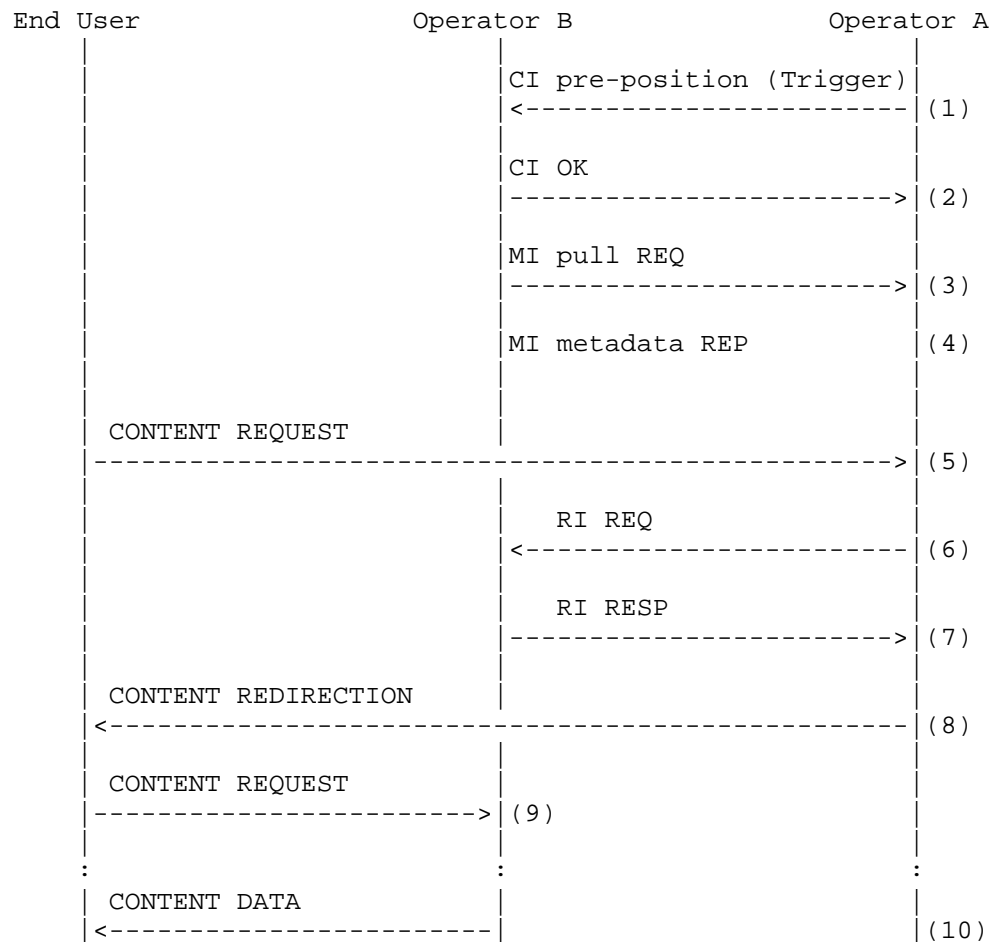 End User Operator B Operator A
CI pre-position (Trigger)
(1)
CI OK
(2)
MI pull REQ
(3)
MI metadata REP (4)
CONTENT REQUEST
(5)
RI REQ
(6)
RI RESP
(7)
CONTENT REDIRECTION
(8)
CONTENT REQUEST
(9)
: : :
CONTENT DATA
(10)